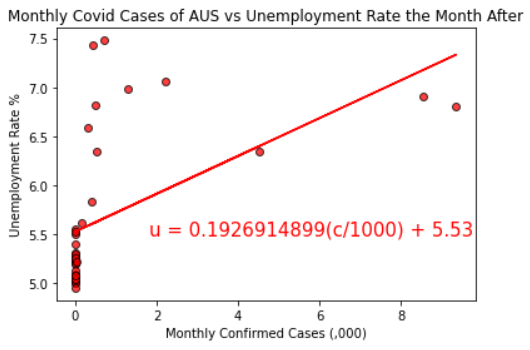 Monthly Covid Cases of AUS vs Unemployment Rate the Month After
7.5
7.0
6.5
6.0
5.5
5.0
Unemployment Rate %
u = 0.1926914899(c/1000) + 5.53
0 2 4 6 8
Monthly Confirmed Cases (,000)